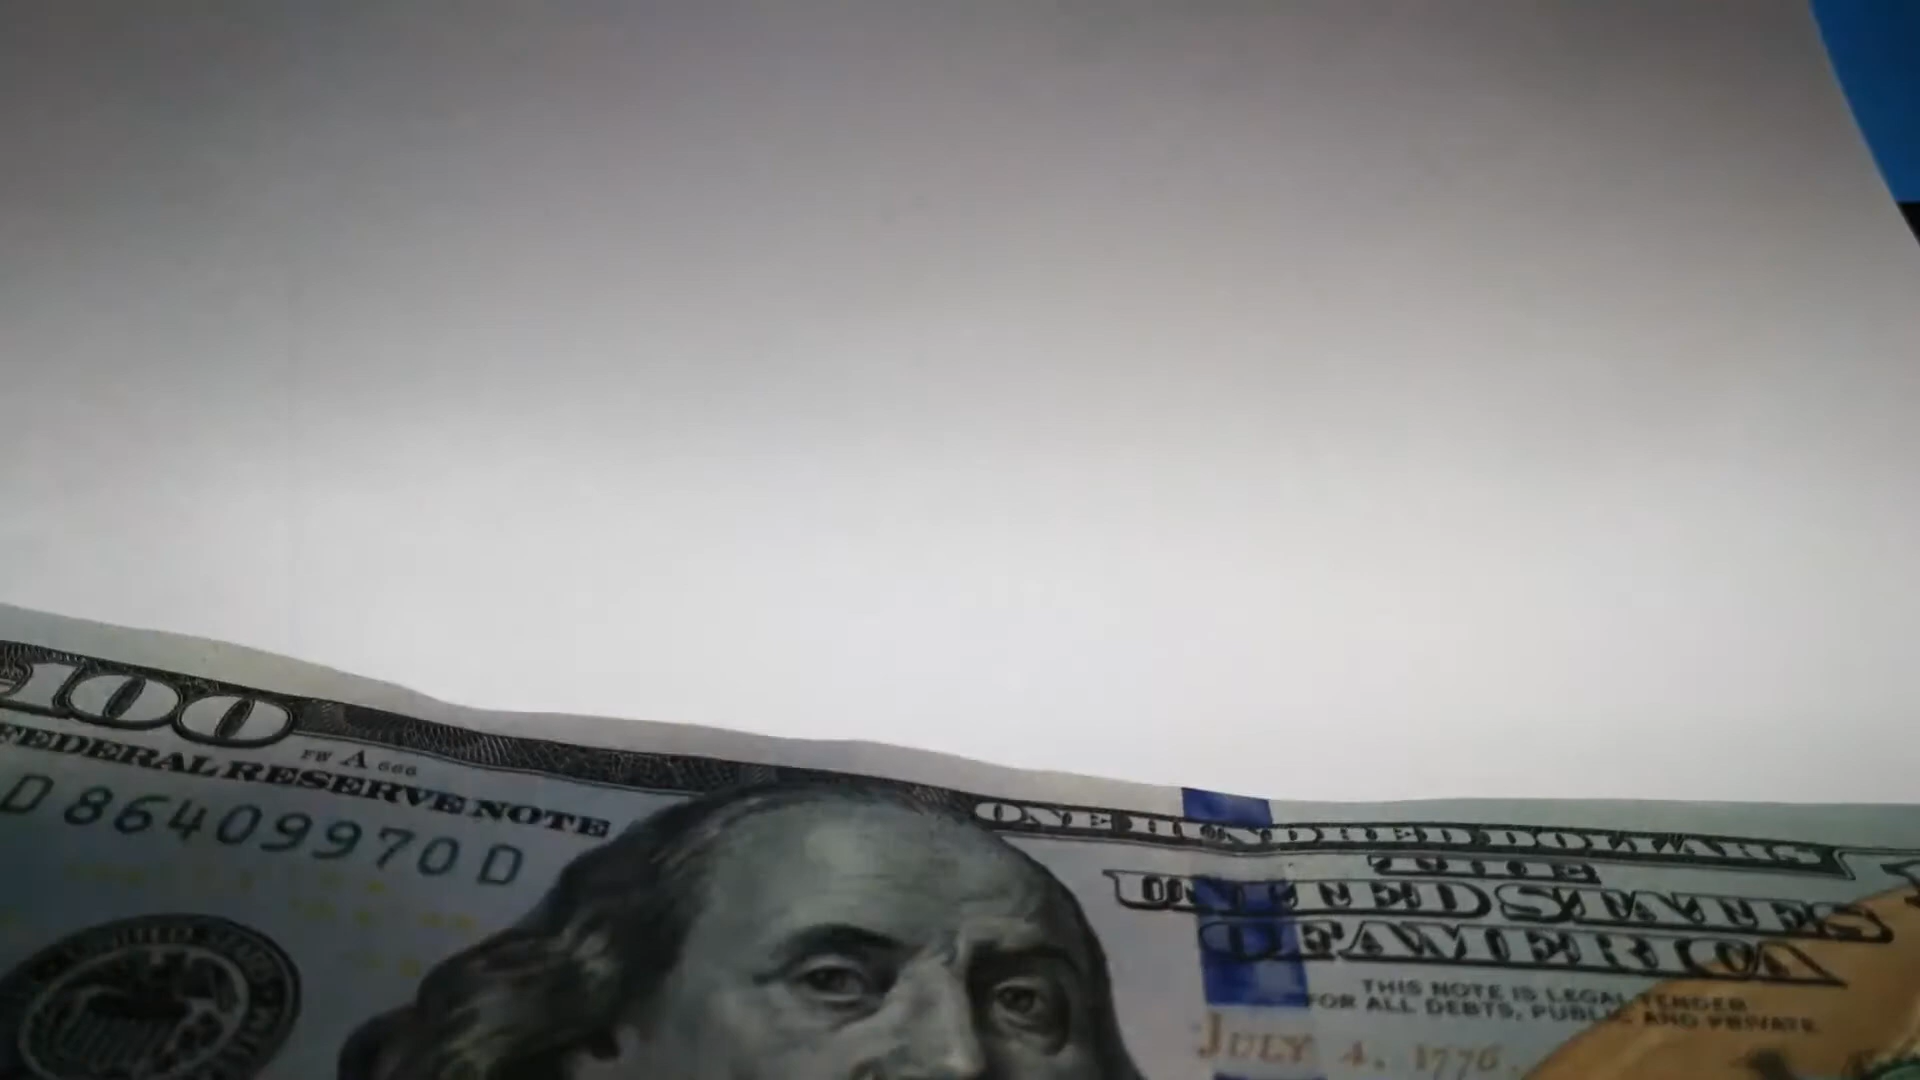 100
FEDERAL RESERVE NOTE
FW A 666
D 86409970 D
ONE HUNDRED DOLLARS
THE
UNITED STATES
OF AMERICA
THIS NOTE IS LEGAL TENDER
FOR ALL DEBTS, PUBLIC AND PRIVATE
JULY 4, 1776